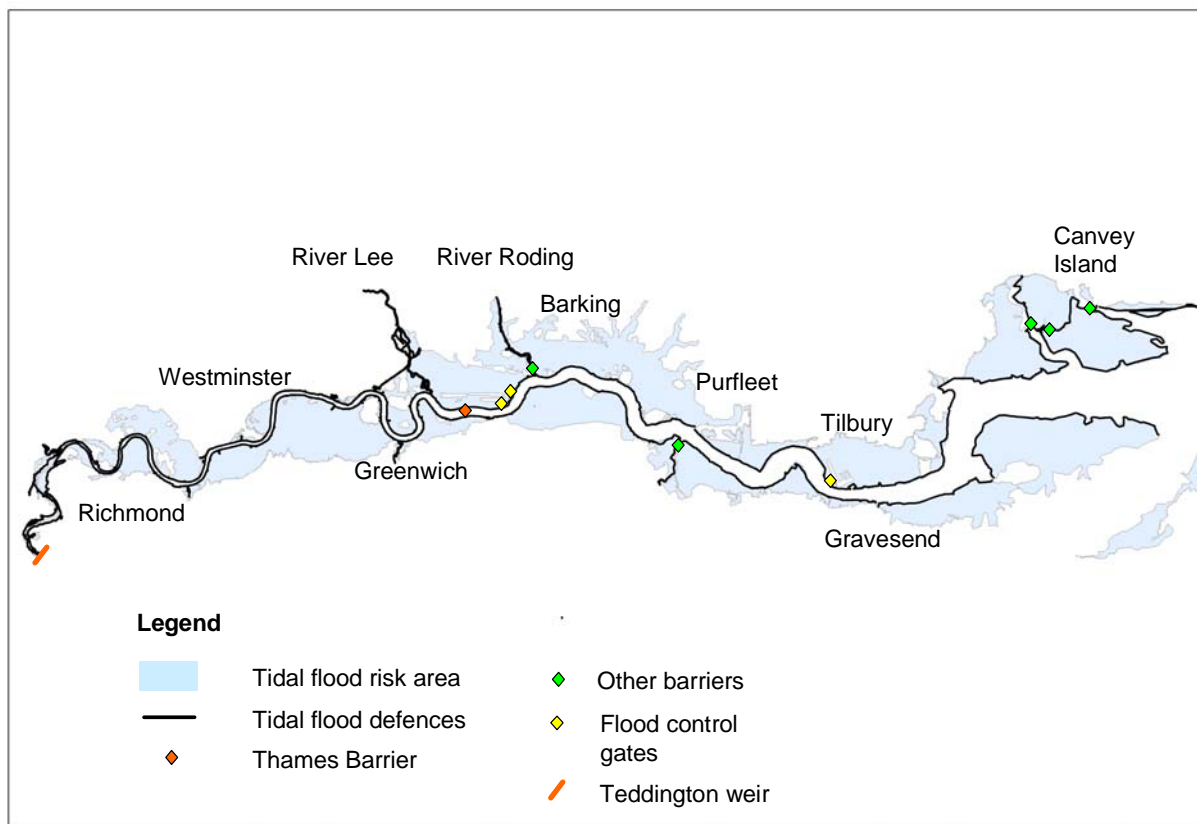 Canvey
Island
River Lee
River Roding
Barking
Westminster
Purfleet
Tilbury
Greenwich
Richmond
Gravesend
Legend
Tidal flood risk area
Tidal flood defences
Thames Barrier
Other barriers
Flood control
gates
Teddington weir